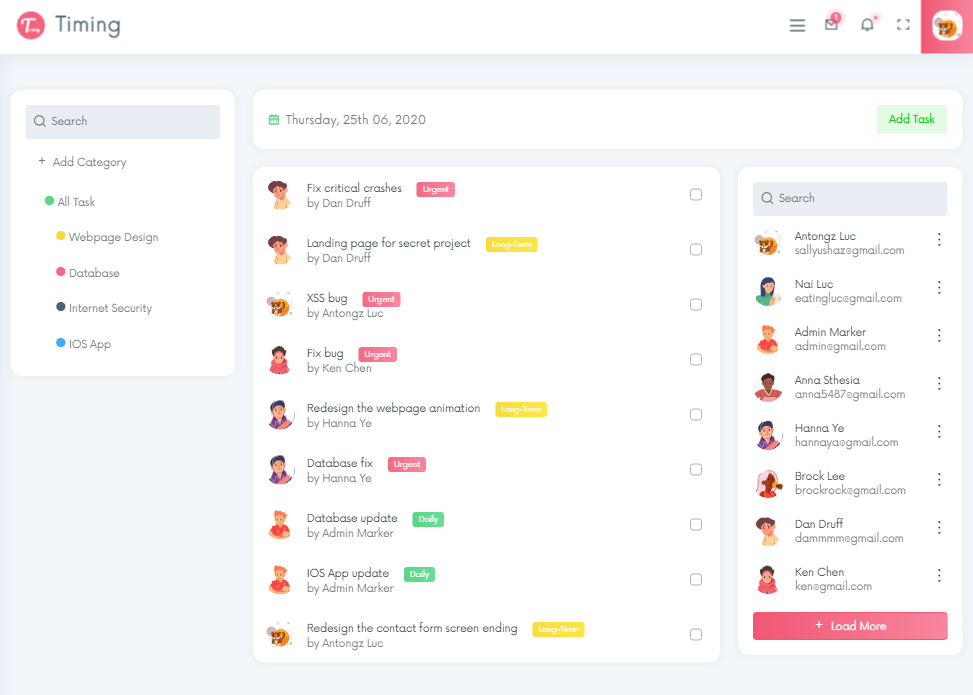 Timing
1
Search
+ Add Category
All Task
Webpage Design
Database
Internet Security
IOS App
Thursday, 25th 06, 2020
Add Task
Fix critical crashes Urgent
by Dan Druff
Landing page for secret project Long-Term
by Dan Druff
XSS bug Urgent
by Antongz Luc
Fix bug Urgent
by Ken Chen
Redesign the webpage animation Long-Term
by Hanna Ye
Database fix Urgent
by Hanna Ye
Database update Daily
by Admin Marker
IOS App update Daily
by Admin Marker
Redesign the contact form screen ending Long-Term
by Antongz Luc
Search
Antongz Luc
sallyushaz@gmail.com
Nai Luc
eatingluc@gmail.com
Admin Marker
admin@gmail.com
Anna Sthesia
anna5487@gmail.com
Hanna Ye
hannaya@gmail.com
Brock Lee
brockrock@gmail.com
Dan Druff
dammmm@gmail.com
Ken Chen
ken@gmail.com
+ Load More